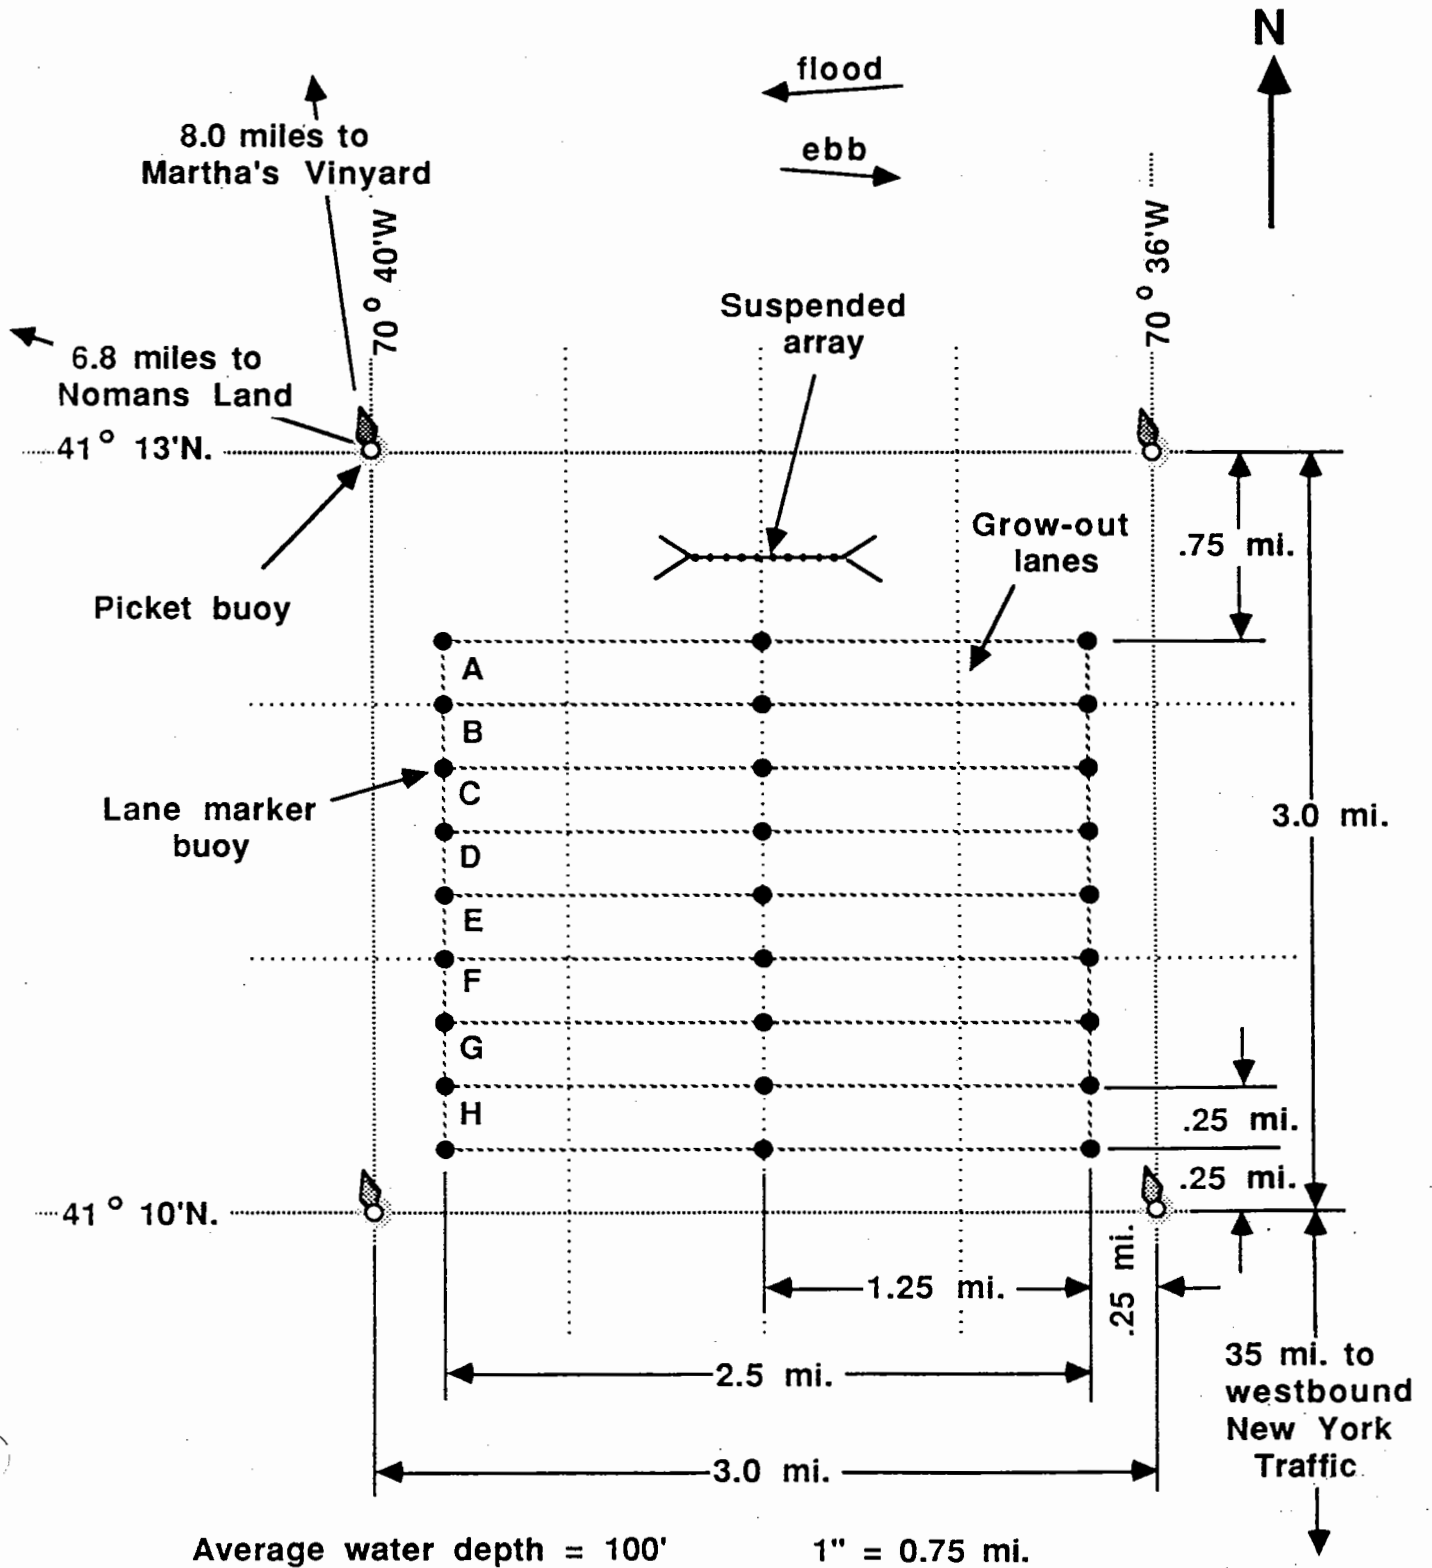 N
flood
ebb
8.0 miles to
Martha's Vinyard
70° 40'W
70° 36'W
Suspended
array
6.8 miles to
Nomans Land
41° 13'N.
Grow-out
lanes
.75 mi.
Picket buoy
A
B
C
Lane marker
buoy
3.0 mi.
D
E
F
G
H
.25 mi.
.25 mi.
41° 10'N.
.25 mi.
1.25 mi.
2.5 mi.
35 mi. to
westbound
New York
Traffic
3.0 mi.
Average water depth = 100'
1" = 0.75 mi.